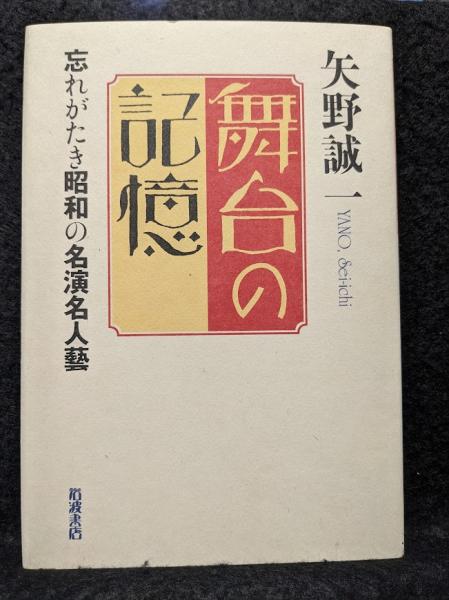 矢野誠一
YANO, Sei-ichi
舞台の
記憶
忘れがたき昭和の名演名人藝
岩波書店